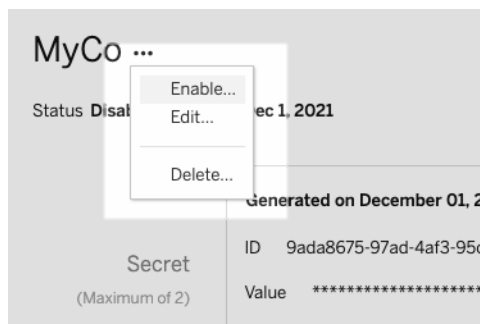 MyCo ...
Enable...
Status Disab ec 1, 2021
Edit...
Delete...
Generated on December 01, 2
ID 9ada8675-97ad-4af3-95
Secret
(Maximum of 2)
Value ********************